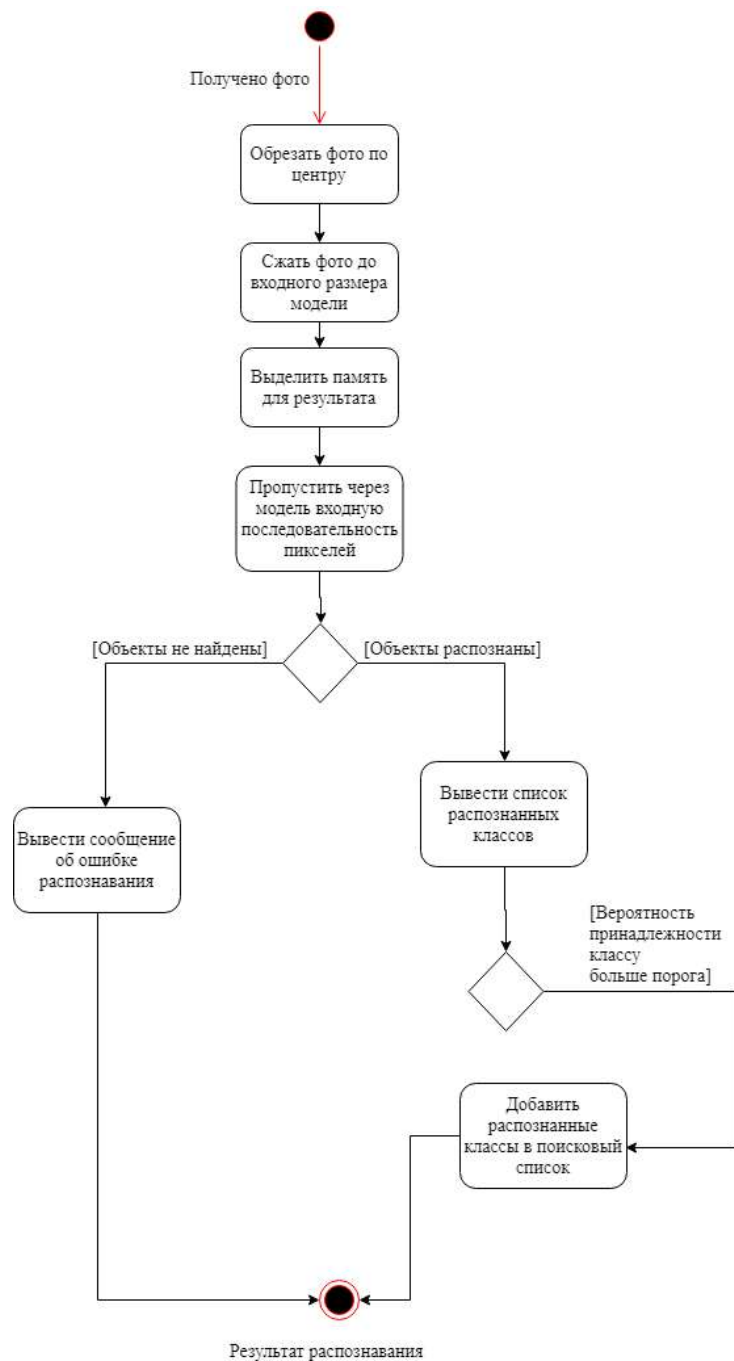 Получено фото
Обрезать фото по
центру
Сжать фото до
входного размера
модели
Выделить память
для результата
Пропустить через
модель входную
последовательность
пикселей
[Объекты не найдены]
[Объекты распознаны]
Вывести сообщение
об ошибке
распознавания
Вывести список
распознанных
классов
[Вероятность
принадлежности
классу
больше порога]
Добавить
распознанные
классы в поисковый
список
Результат распознавания